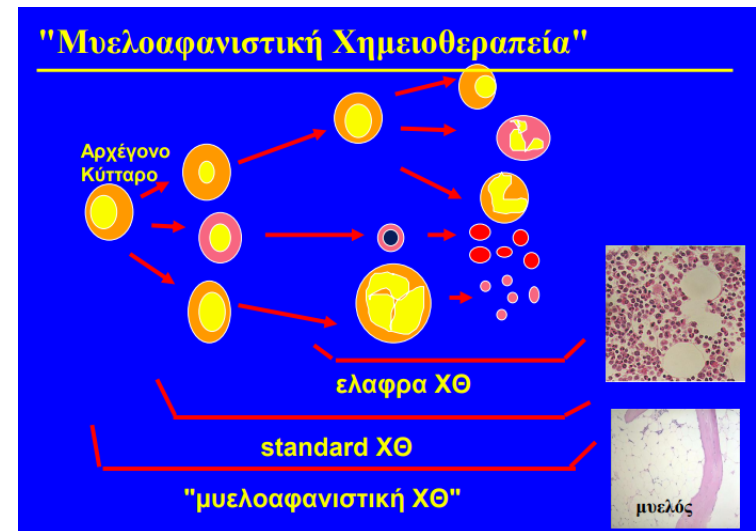 "Μυελοαφανιστική Χημειοθεραπεία"
Αρχέγονο
Κύτταρο
ελαφρα ΧΘ
standard ΧΘ
"μυελοαφανιστική ΧΘ"
μυελός